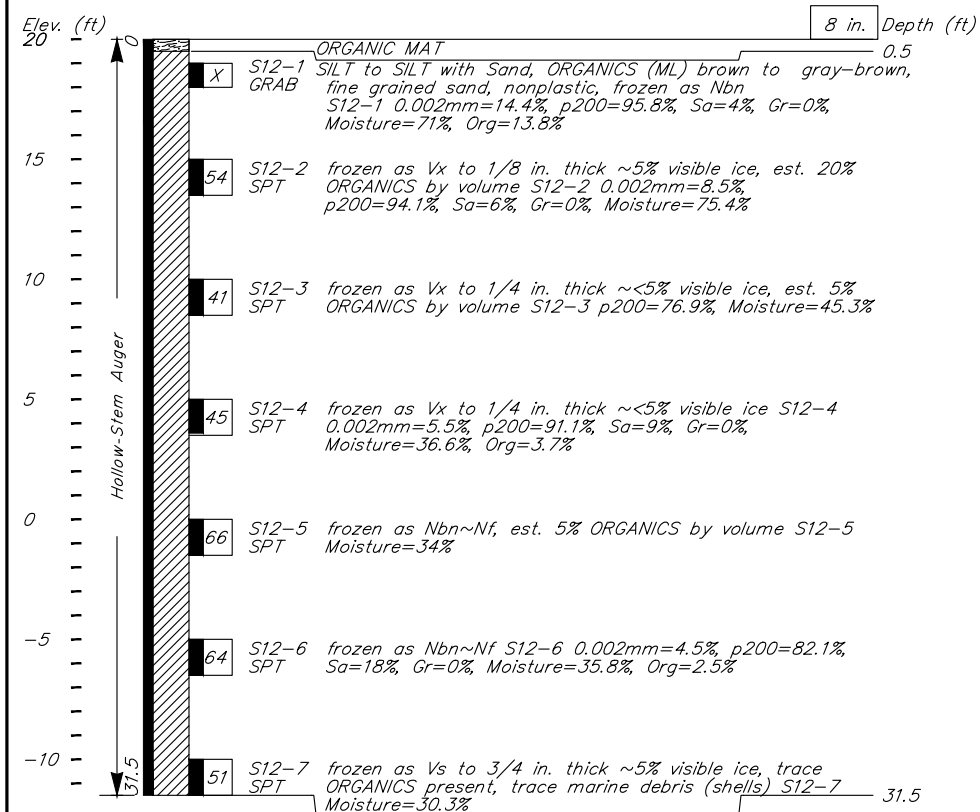 Elev. (ft) 8 in. Depth (ft)
20 0 ORGANIC MAT 0.5
X S12-1 SILT to SILT with Sand, ORGANICS (ML) brown to gray-brown,
GRAB fine grained sand, nonplastic, frozen as Nbn
S12-1 0.002mm=14.4%, p200=95.8%, Sa=4%, Gr=0%,
Moisture=71%, Org=13.8%
15 54 S12-2 frozen as Vx to 1/8 in. thick ~5% visible ice, est. 20%
SPT ORGANICS by volume S12-2 0.002mm=8.5%,
p200=94.1%, Sa=6%, Gr=0%, Moisture=75.4%
10 41 S12-3 frozen as Vx to 1/4 in. thick ~<5% visible ice, est. 5%
SPT ORGANICS by volume S12-3 p200=76.9%, Moisture=45.3%
Hollow-Stem Auger
5 45 S12-4 frozen as Vx to 1/4 in. thick ~<5% visible ice S12-4
SPT 0.002mm=5.5%, p200=91.1%, Sa=9%, Gr=0%,
Moisture=36.6%, Org=3.7%
0 66 S12-5 frozen as Nbn~Nf, est. 5% ORGANICS by volume S12-5
SPT Moisture=34%
-5 64 S12-6 frozen as Nbn~Nf S12-6 0.002mm=4.5%, p200=82.1%,
SPT Sa=18%, Gr=0%, Moisture=35.8%, Org=2.5%
-10 31.5 51 S12-7 frozen as Vs to 3/4 in. thick ~5% visible ice, trace
SPT ORGANICS present, trace marine debris (shells) S12-7 31.5
Moisture=30.3%